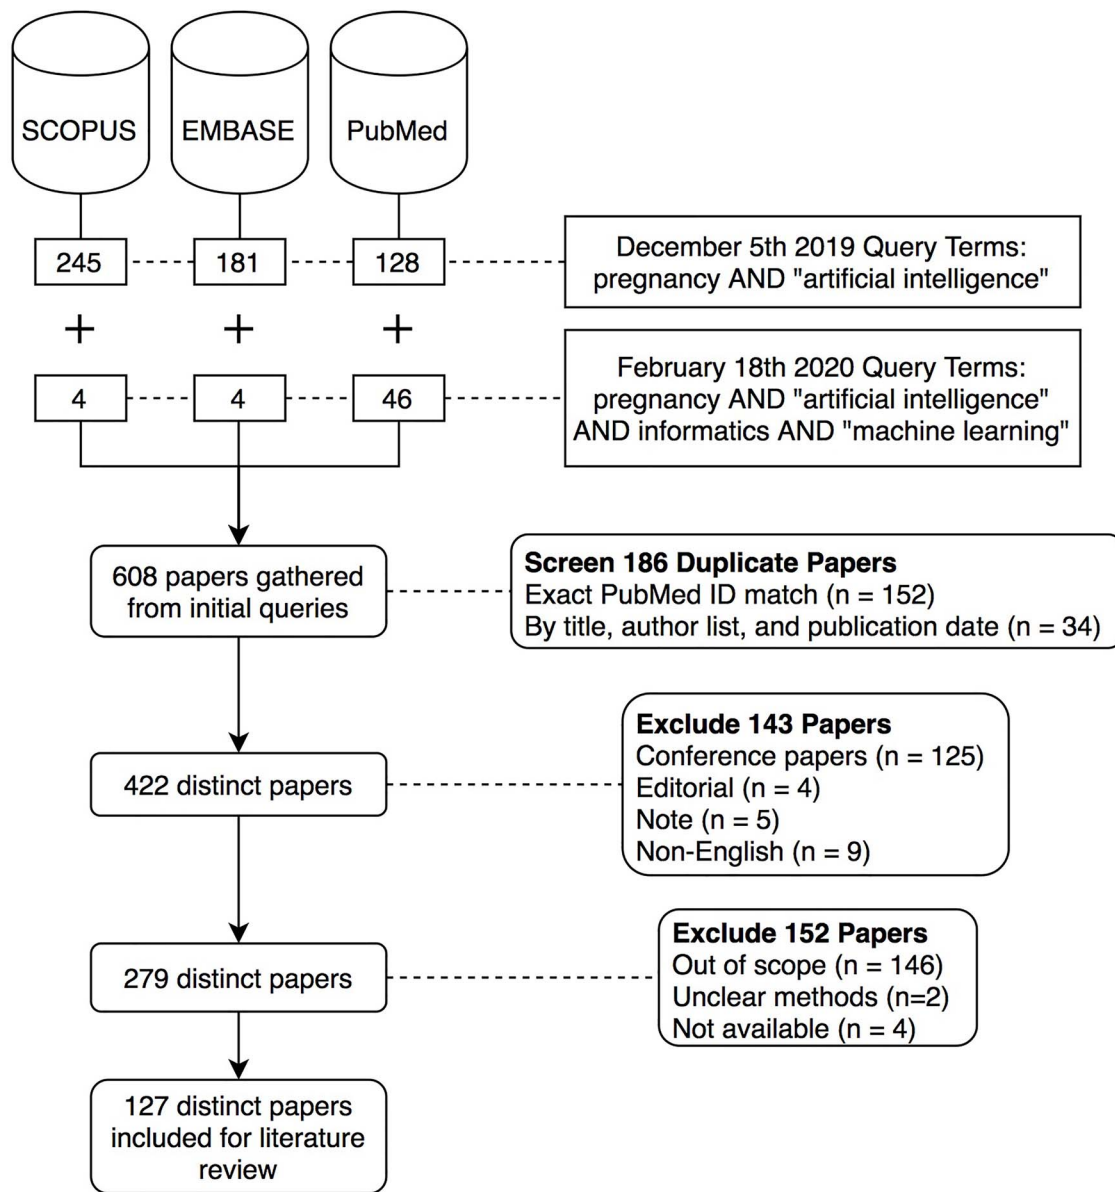 SCOPUS
EMBASE
PubMed
245
181
128
December 5th 2019 Query Terms:
pregnancy AND "artificial intelligence"
+
+
+
4
4
46
February 18th 2020 Query Terms:
pregnancy AND "artificial intelligence"
AND informatics AND "machine learning"
608 papers gathered
from initial queries
Screen 186 Duplicate Papers
Exact PubMed ID match (n = 152)
By title, author list, and publication date (n = 34)
422 distinct papers
Exclude 143 Papers
Conference papers (n = 125)
Editorial (n = 4)
Note (n = 5)
Non-English (n = 9)
279 distinct papers
Exclude 152 Papers
Out of scope (n = 146)
Unclear methods (n=2)
Not available (n = 4)
127 distinct papers
included for literature
review